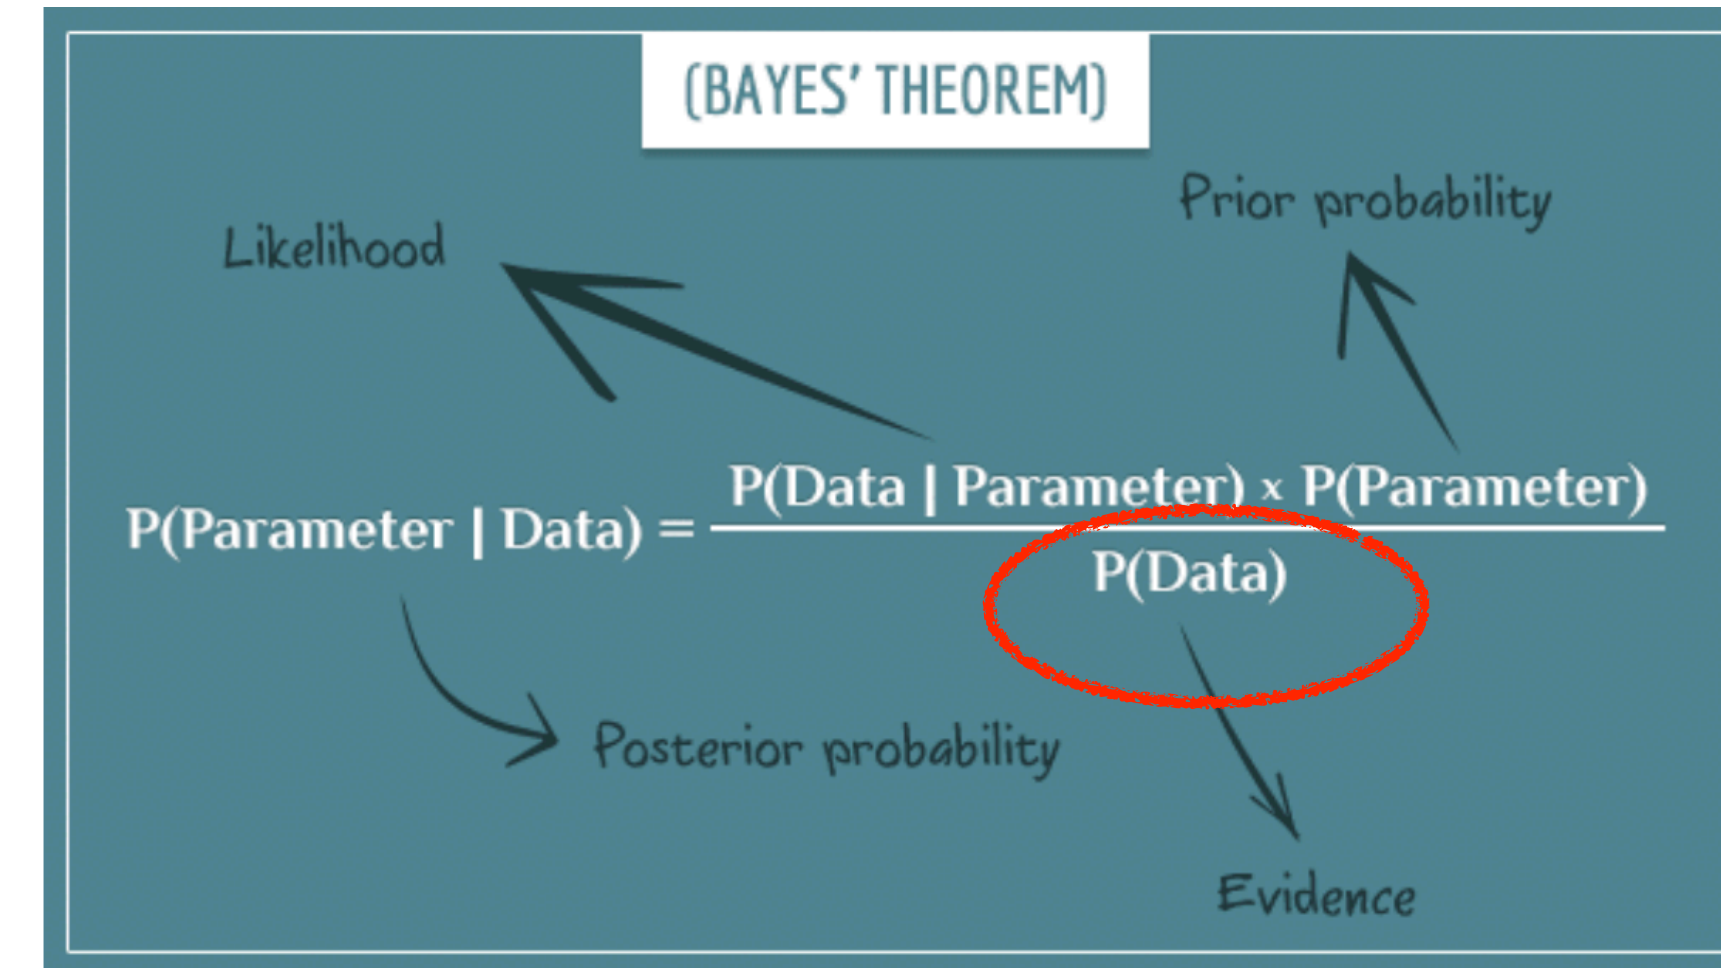 (BAYES' THEOREM)
Prior probability
Likelihood
P(Data | Parameter) x P(Parameter)
P(Parameter | Data) =
P(Data)
Posterior probability
Evidence